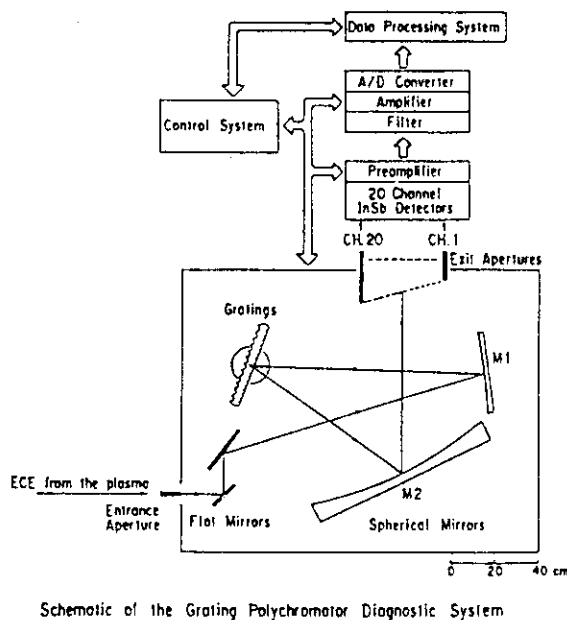 Data Processing System
A/D Converter
Amplifier
Filter
Control System
Preamplifier
20 Channel
InSb Detectors
CH.20
CH.1
Exit Apertures
Gratings
M1
ECE from the plasma
Entrance
Aperture
Flat Mirrors
M2
Spherical Mirrors
0 20 40 cm
Schematic of the Grating Polychromator Diagnostic System